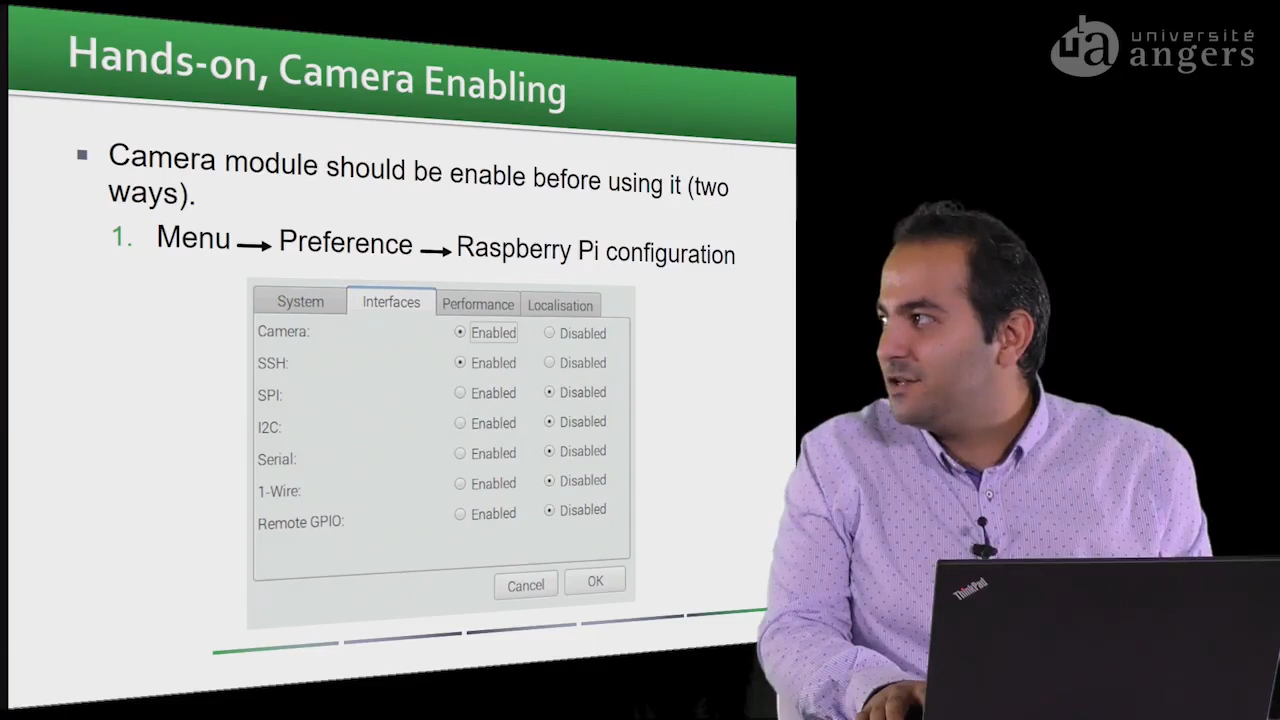 Hands-on, Camera Enabling
université
angers
ua
Camera module should be enable before using it (two
ways).
1. Menu → Preference → Raspberry Pi configuration
System Interfaces Performance Localisation
Camera: Enabled Disabled
SSH: Enabled Disabled
SPI: Enabled Disabled
I2C: Enabled Disabled
Serial: Enabled Disabled
1-Wire: Enabled Disabled
Remote GPIO: Enabled Disabled
Cancel OK
ThinkPad